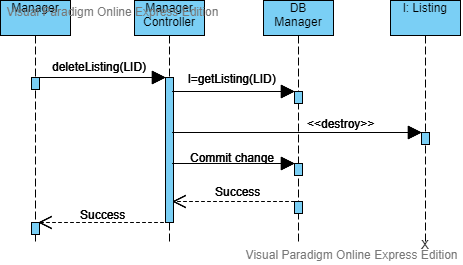 Visual Paradigm Online Express Edition
Manager
Manager
Controller
DB
Manager
l: Listing
deleteListing(LID)
l=getListing(LID)
<<destroy>>
Commit change
Success
Success
X
Visual Paradigm Online Express Edition